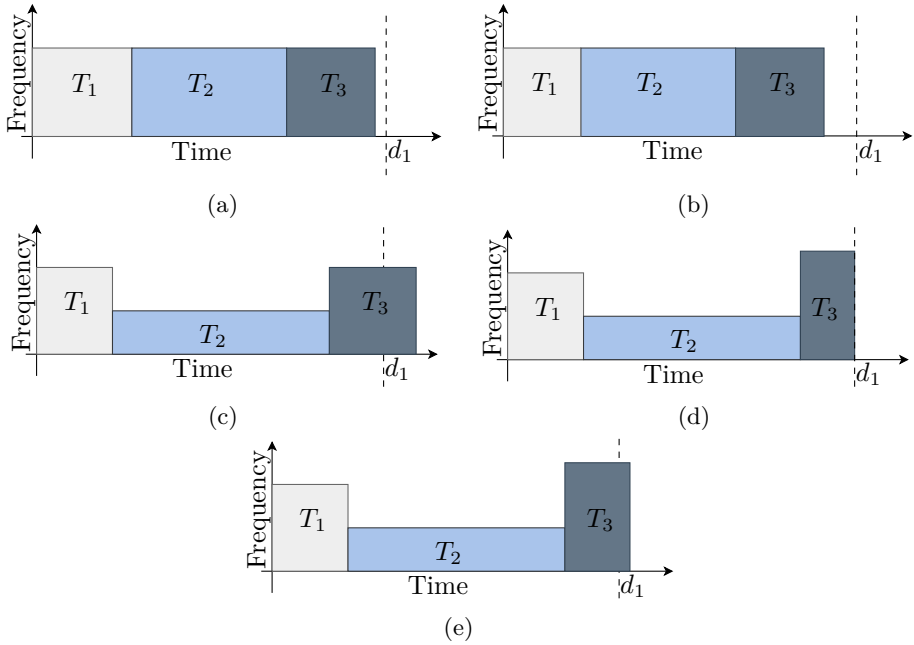 Frequency
T₁
T₂
T₃
Time
d₁
(a)
Frequency
T₁
T₂
T₃
Time
d₁
(b)
Frequency
T₁
T₂
T₃
Time
d₁
(c)
Frequency
T₁
T₂
T₃
Time
d₁
(d)
Frequency
T₁
T₂
T₃
Time
d₁
(e)